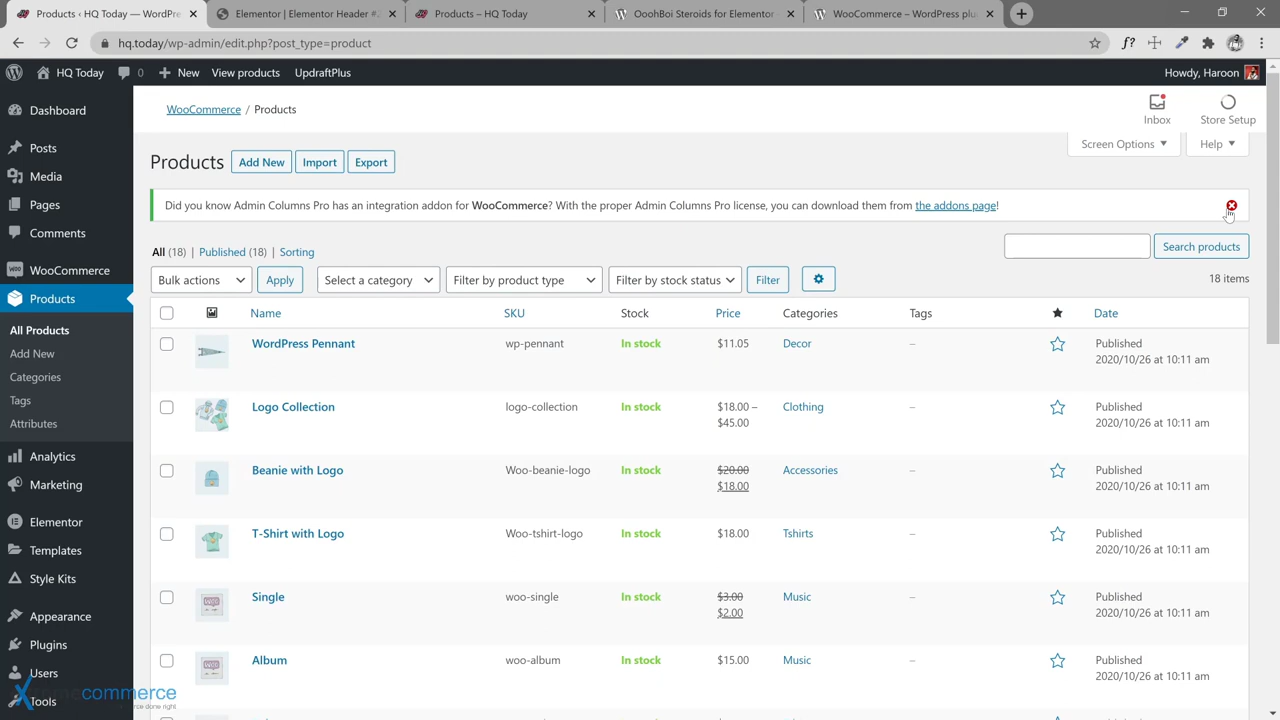 Products ‹ HQ Today — WordPr
Elementor | Elementor Header #
Products – HQ Today
OoohBoi Steroids for Elementor
WooCommerce – WordPress plu
hq.today/wp-admin/edit.php?post_type=product
HQ Today
0
New
View products
UpdraftPlus
Howdy, Haroon
Dashboard
Posts
Media
Pages
Comments
WooCommerce
Products
All Products
Add New
Categories
Tags
Attributes
Analytics
Marketing
Elementor
Templates
Style Kits
Appearance
Plugins
Users
Tools
commerce
WooCommerce / Products
Inbox
Store Setup
Screen Options
Help
Products
Add New
Import
Export
Did you know Admin Columns Pro has an integration addon for WooCommerce? With the proper Admin Columns Pro license, you can download them from the addons page!
All (18) | Published (18) | Sorting
Search products
Bulk actions
Apply
Select a category
Filter by product type
Filter by stock status
Filter
18 items
Name SKU Stock Price Categories Tags Date
WordPress Pennant wp-pennant In stock $11.05 Decor – Published
2020/10/26 at 10:11 am
Logo Collection logo-collection In stock $18.00 – Clothing – Published
$45.00 2020/10/26 at 10:11 am
Beanie with Logo Woo-beanie-logo In stock $20.00 Accessories – Published
$18.00 2020/10/26 at 10:11 am
T-Shirt with Logo Woo-tshirt-logo In stock $18.00 Tshirts – Published
2020/10/26 at 10:11 am
Single woo-single In stock $3.00 Music – Published
$2.00 2020/10/26 at 10:11 am
Album woo-album In stock $15.00 Music – Published
2020/10/26 at 10:11 am